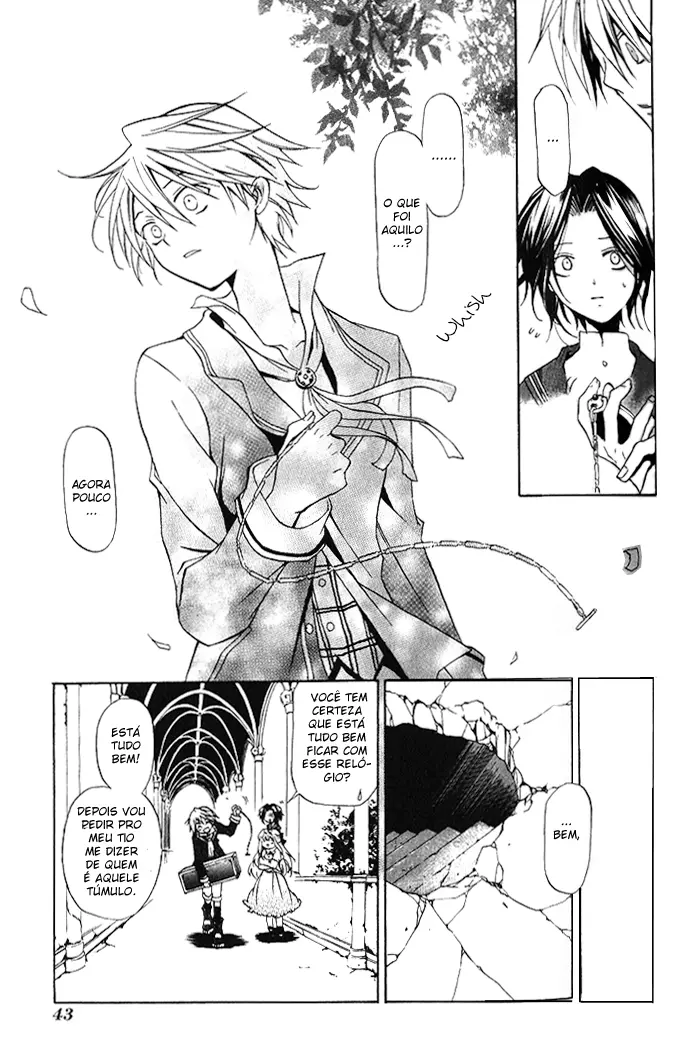 ...
......
O QUE
FOI
AQUILO
...?
Whish
AGORA
POUCO
...
...
BEM,
VOCÊ TEM
CERTEZA
QUE ESTÁ
TUDO BEM
FICAR COM
ESSE RELÓ-
GIO?
ESTÁ
TUDO
BEM!
DEPOIS VOU
PEDIR PRO
MEU TIO
ME DIZER
DE QUEM
É AQUELE
TÚMULO.
43